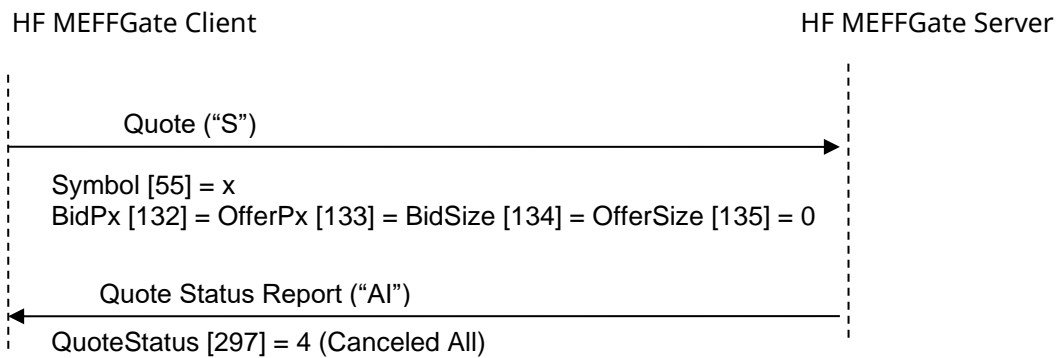 HF MEFFGate Client HF MEFFGate Server
Quote (“S”)
Symbol [55] = x
BidPx [132] = OfferPx [133] = BidSize [134] = OfferSize [135] = 0
Quote Status Report (“AI”)
QuoteStatus [297] = 4 (Canceled All)